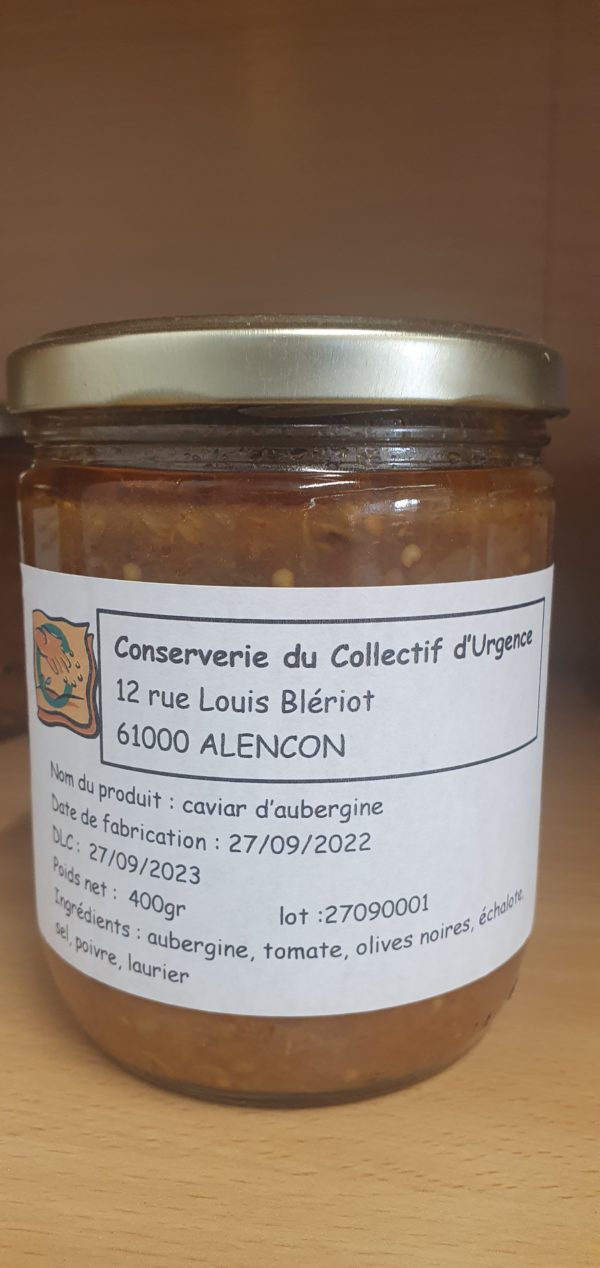 Conserverie du Collectif d'Urgence
12 rue Louis Blériot
61000 ALENCON
Nom du produit : caviar d'aubergine
Date de fabrication : 27/09/2022
DLC : 27/09/2023
Poids net : 400gr
lot :27090001
Ingrédients : aubergine, tomate, olives noires, échalote,
sel, poivre, laurier